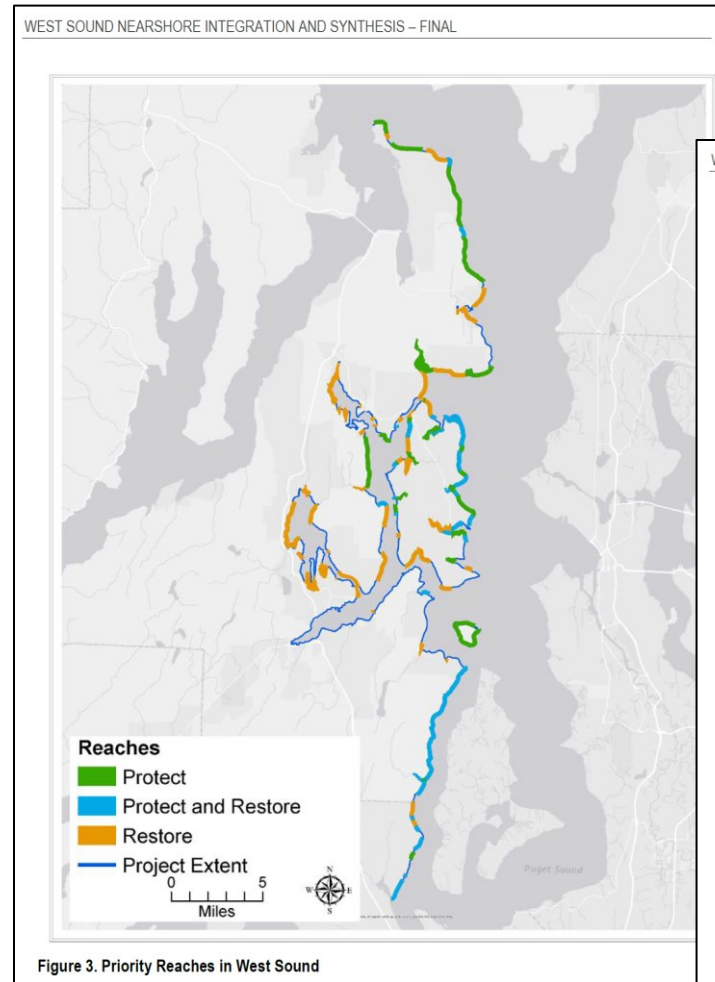 WEST SOUND NEARSHORE INTEGRATION AND SYNTHESIS – FINAL
Puget Sound
Reaches
Protect
Protect and Restore
Restore
Project Extent
0 5
Miles
N
W E
S
Figure 3. Priority Reaches in West Sound